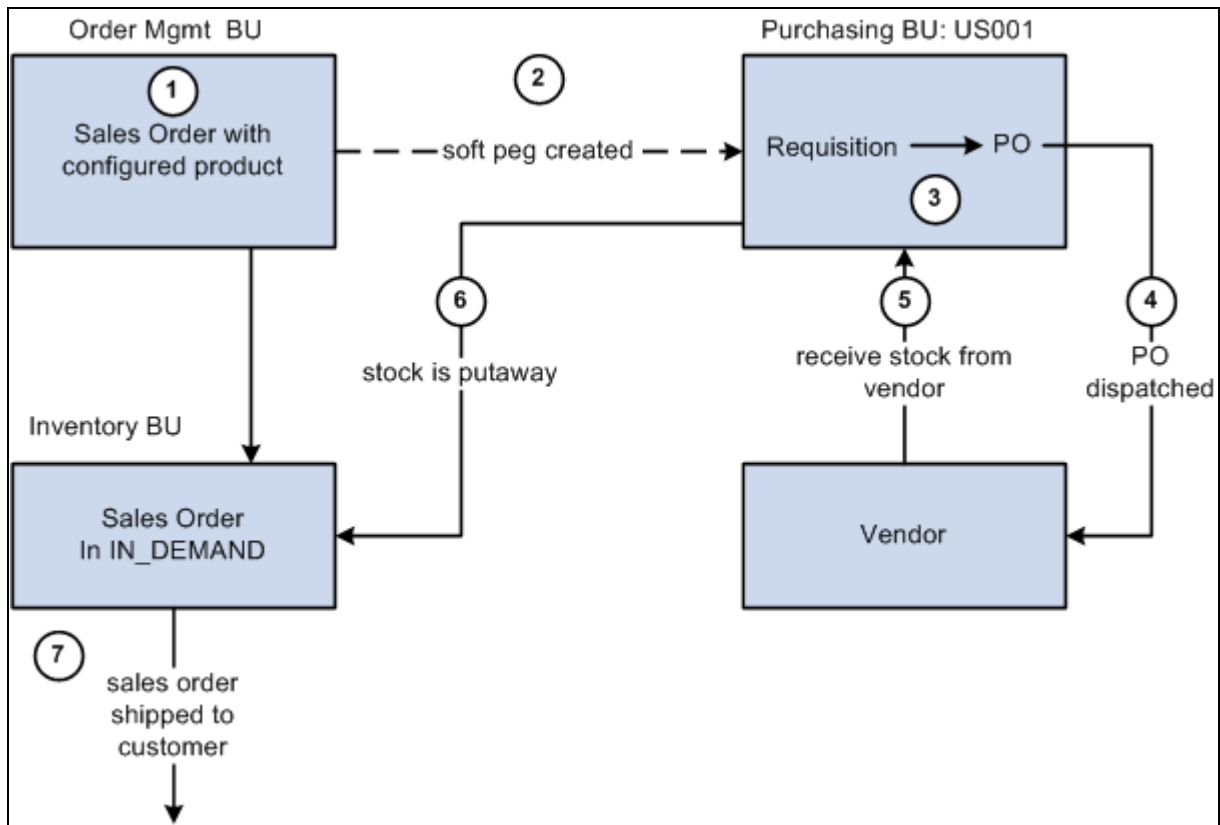 Order Mgmt BU
Purchasing BU: US001
1
Sales Order with
configured product
2
soft peg created
Requisition
PO
3
6
5
4
stock is putaway
receive stock from
vendor
PO
dispatched
Inventory BU
Sales Order
In IN_DEMAND
Vendor
7
sales order
shipped to
customer